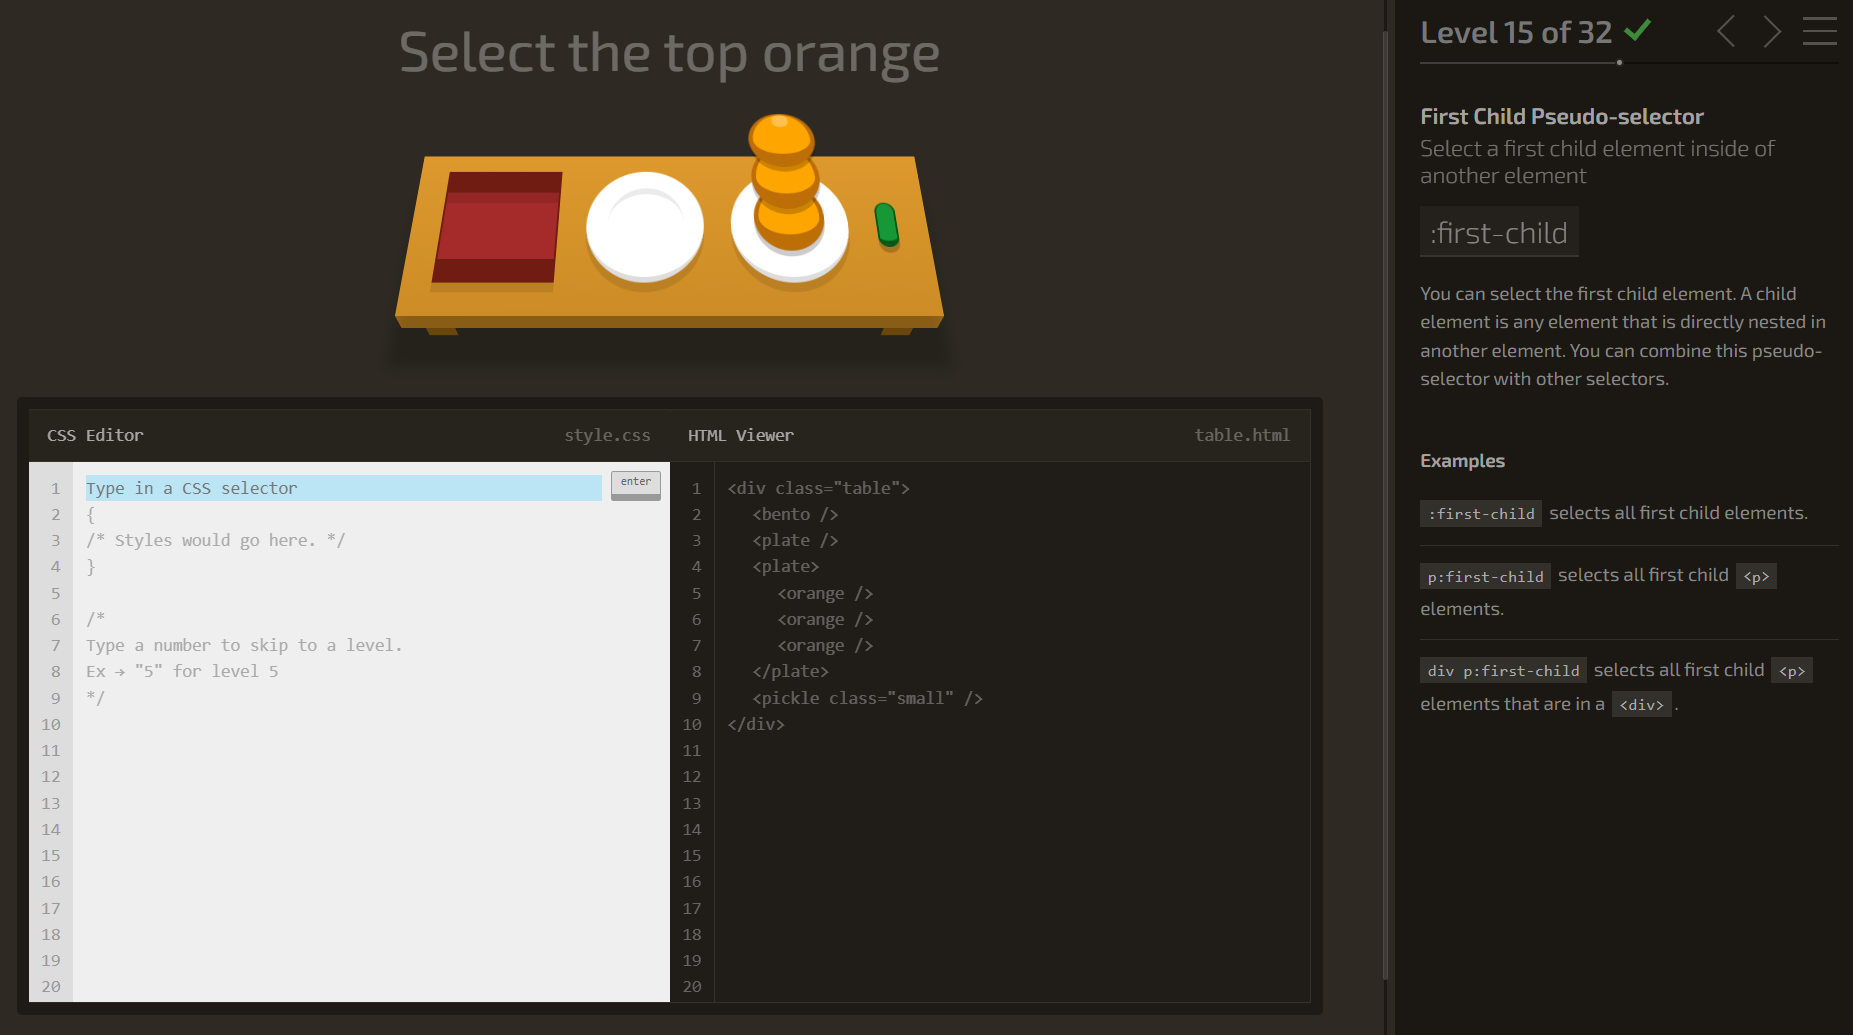 Select the top orange
CSS Editor
style.css
HTML Viewer
table.html
1
2
3
4
5
6
7
8
9
10
11
12
13
14
15
16
17
18
19
20
Type in a CSS selector
enter
{
/* Styles would go here. */
}
/*
Type a number to skip to a level.
Ex → "5" for level 5
*/
1
2
3
4
5
6
7
8
9
10
11
12
13
14
15
16
17
18
19
20
<div class="table">
<bento />
<plate />
<plate>
<orange />
<orange />
<orange />
</plate>
<pickle class="small" />
</div>
Level 15 of 32
First Child Pseudo-selector
Select a first child element inside of
another element
:first-child
You can select the first child element. A child
element is any element that is directly nested in
another element. You can combine this pseudo-
selector with other selectors.
Examples
:first-child selects all first child elements.
p:first-child selects all first child <p>
elements.
div p:first-child selects all first child <p>
elements that are in a <div> .